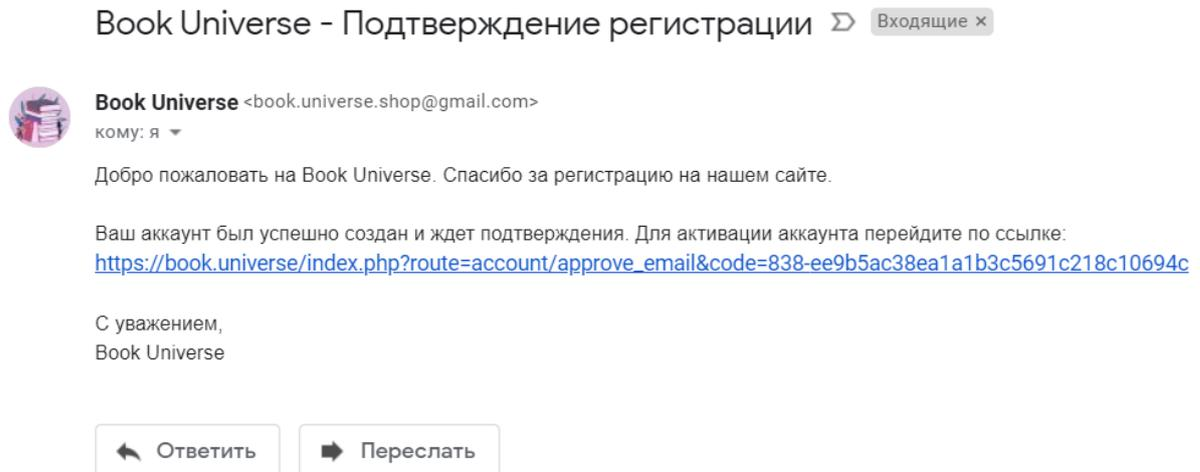 Book Universe - Подтверждение регистрации Входящие ×
Book Universe <book.universe.shop@gmail.com>
кому: я
Добро пожаловать на Book Universe. Спасибо за регистрацию на нашем сайте.
Ваш аккаунт был успешно создан и ждет подтверждения. Для активации аккаунта перейдите по ссылке:
https://book.universe/index.php?route=account/approve_email&code=838-ee9b5ac38ea1a1b3c5691c218c10694c
С уважением,
Book Universe
Ответить Переслать